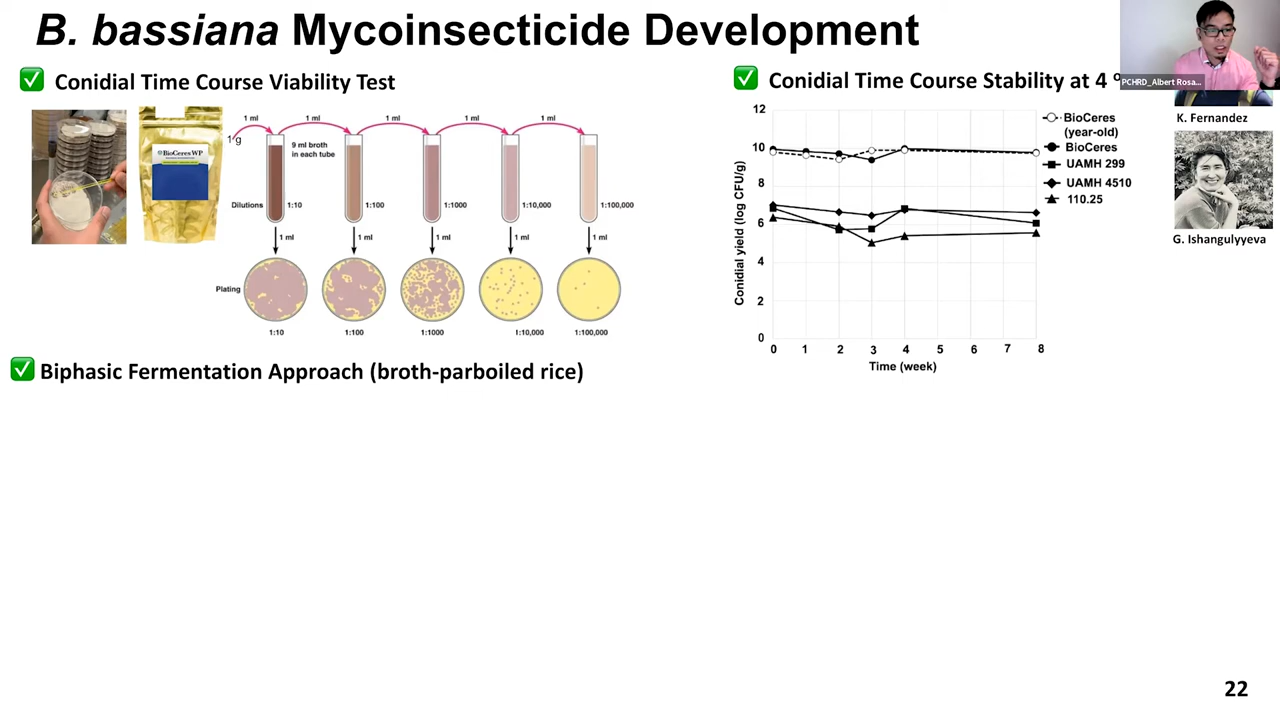 B. bassiana Mycoinsecticide Development
Conidial Time Course Viability Test
BioCeres WP
1 g
1 ml
1 ml
1 ml
1 ml
1 ml
9 ml broth
in each tube
Dilutions
1:10
1:100
1:1000
1:10,000
1:100,000
1 ml
1 ml
1 ml
1 ml
1 ml
Plating
1:10
1:100
1:1000
1:10,000
1:100,000
Biphasic Fermentation Approach (broth-parboiled rice)
Conidial Time Course Stability at 4 º
Conidial yield (log CFU/g)
12
10
8
6
4
2
0
0 1 2 3 4 5 6 7 8
Time (week)
BioCeres
(year-old)
BioCeres
UAMH 299
UAMH 4510
110.25
PCHRD_Albert Rosa...
K. Fernandez
G. Ishangulyyeva
22